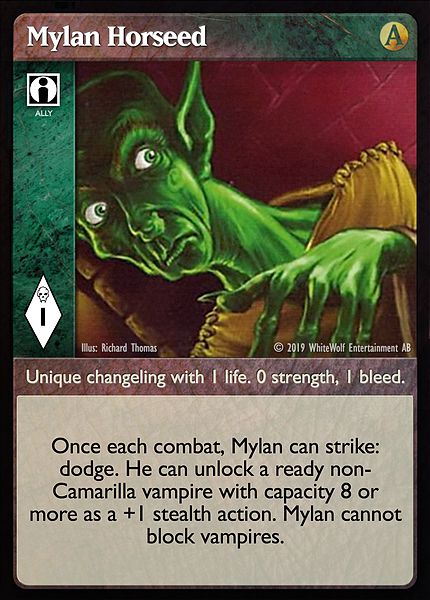 Mylan Horseed
A
ALLY
1
Illus: Richard Thomas
© 2019 WhiteWolf Entertainment AB
Unique changeling with 1 life. 0 strength, 1 bleed.
Once each combat, Mylan can strike:
dodge. He can unlock a ready non-
Camarilla vampire with capacity 8 or
more as a +1 stealth action. Mylan cannot
block vampires.